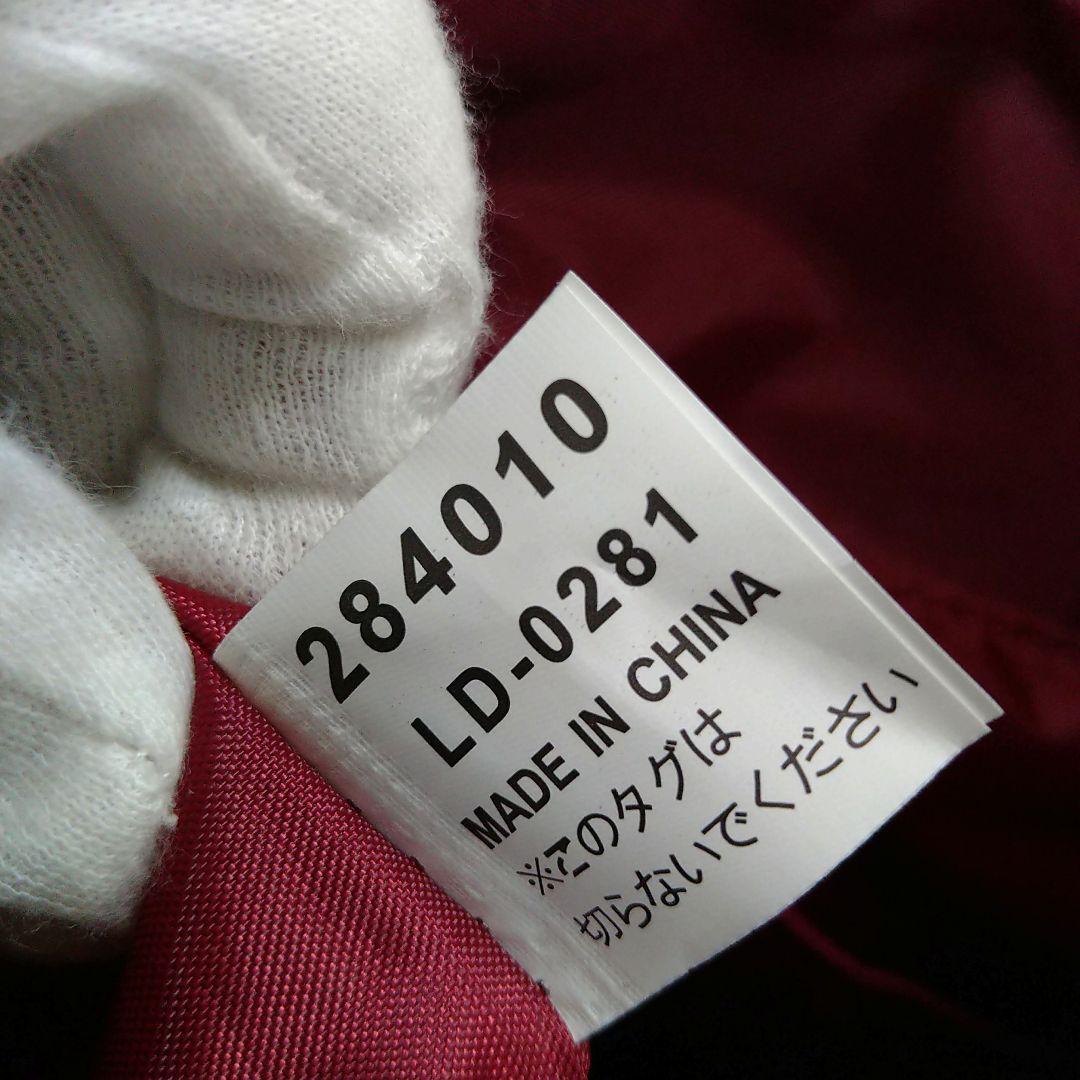 284010
LD-0281
MADE IN CHINA
※このタグは
切らないでください